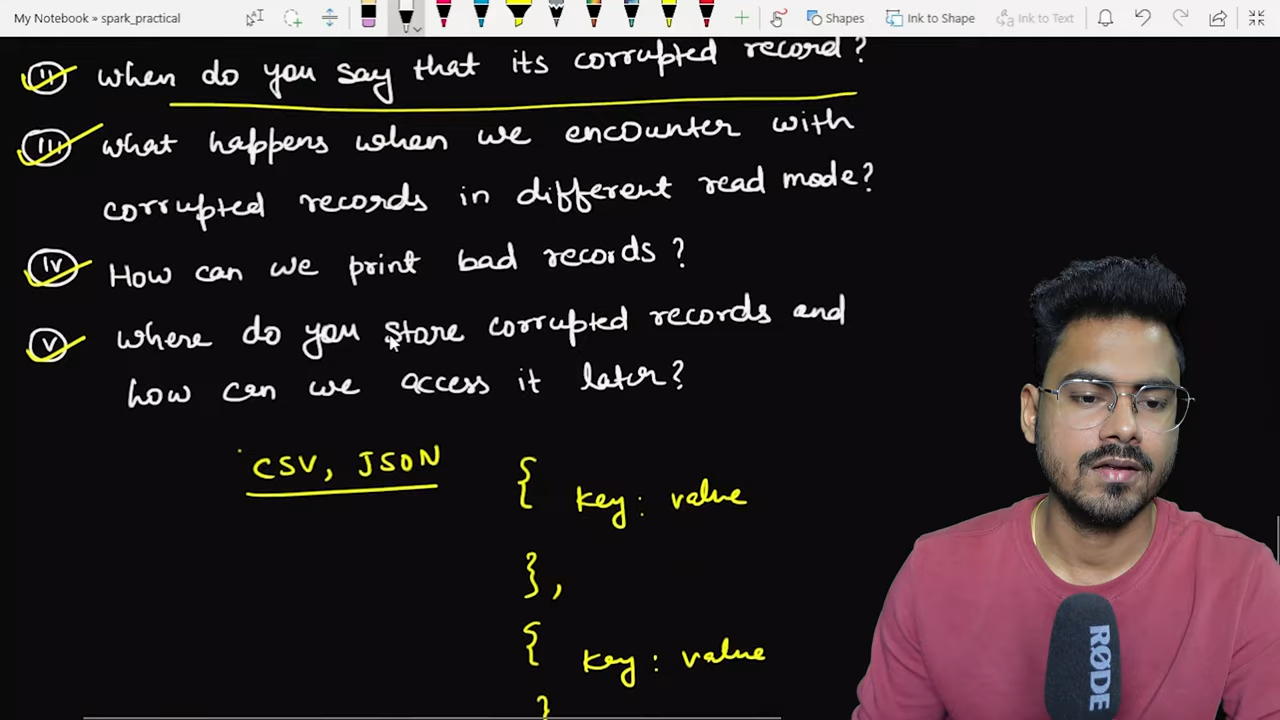 My Notebook » spark_practical
Shapes
Ink to Shape
Ink to Text
ii when do you say that its corrupted record?
iii what happens when we encounter with
corrupted records in different read mode?
iv How can we print bad records?
v where do you store corrupted records and
how can we access it later?
CSV, JSON
{
key: value
},
{
key: value
}
RØDE